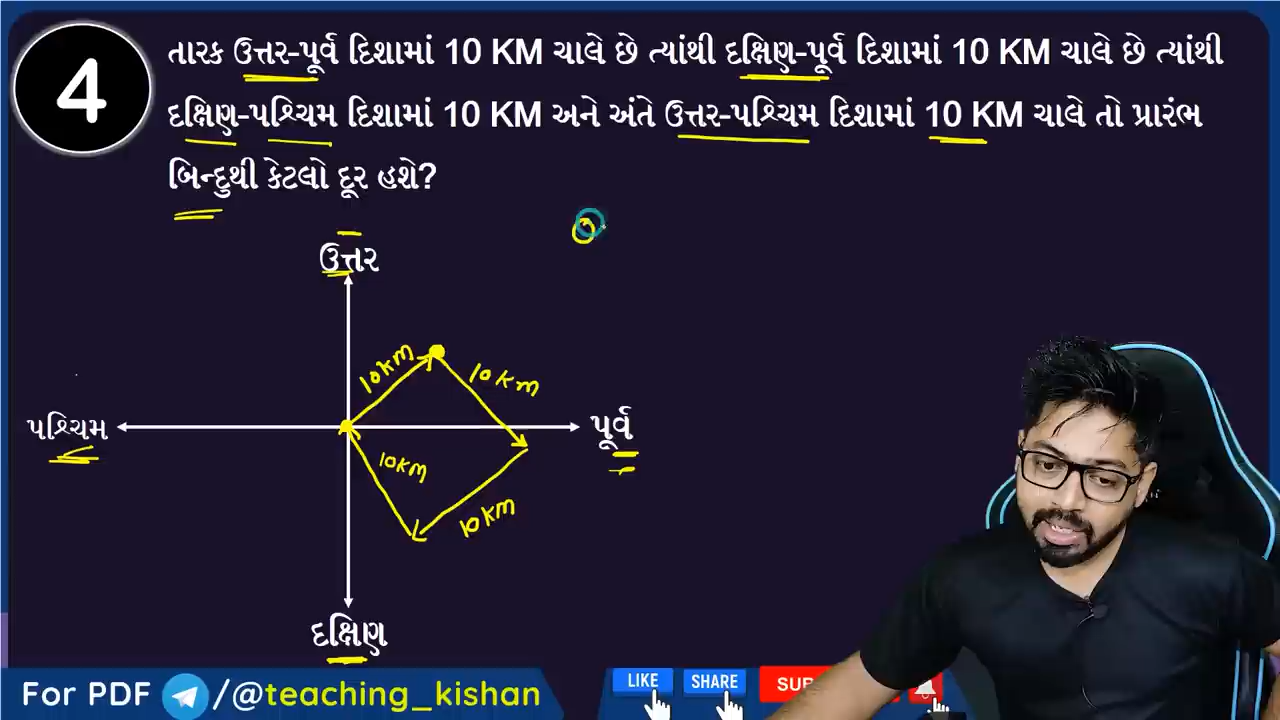 4
તારક ઉત્તર-પૂર્વ દિશામાં 10 KM ચાલે છે ત્યાંથી દક્ષિણ-પૂર્વ દિશામાં 10 KM ચાલે છે ત્યાંથી
દક્ષિણ-પશ્ચિમ દિશામાં 10 KM અને અંતે ઉત્તર-પશ્ચિમ દિશામાં 10 KM ચાલે તો પ્રારંભ
બિન્દુથી કેટલો દૂર હશે?
ઉત્તર
10km
10km
પશ્ચિમ
પૂર્વ
10km
10km
દક્ષિણ
For PDF /@teaching_kishan
LIKE
SHARE
SUB